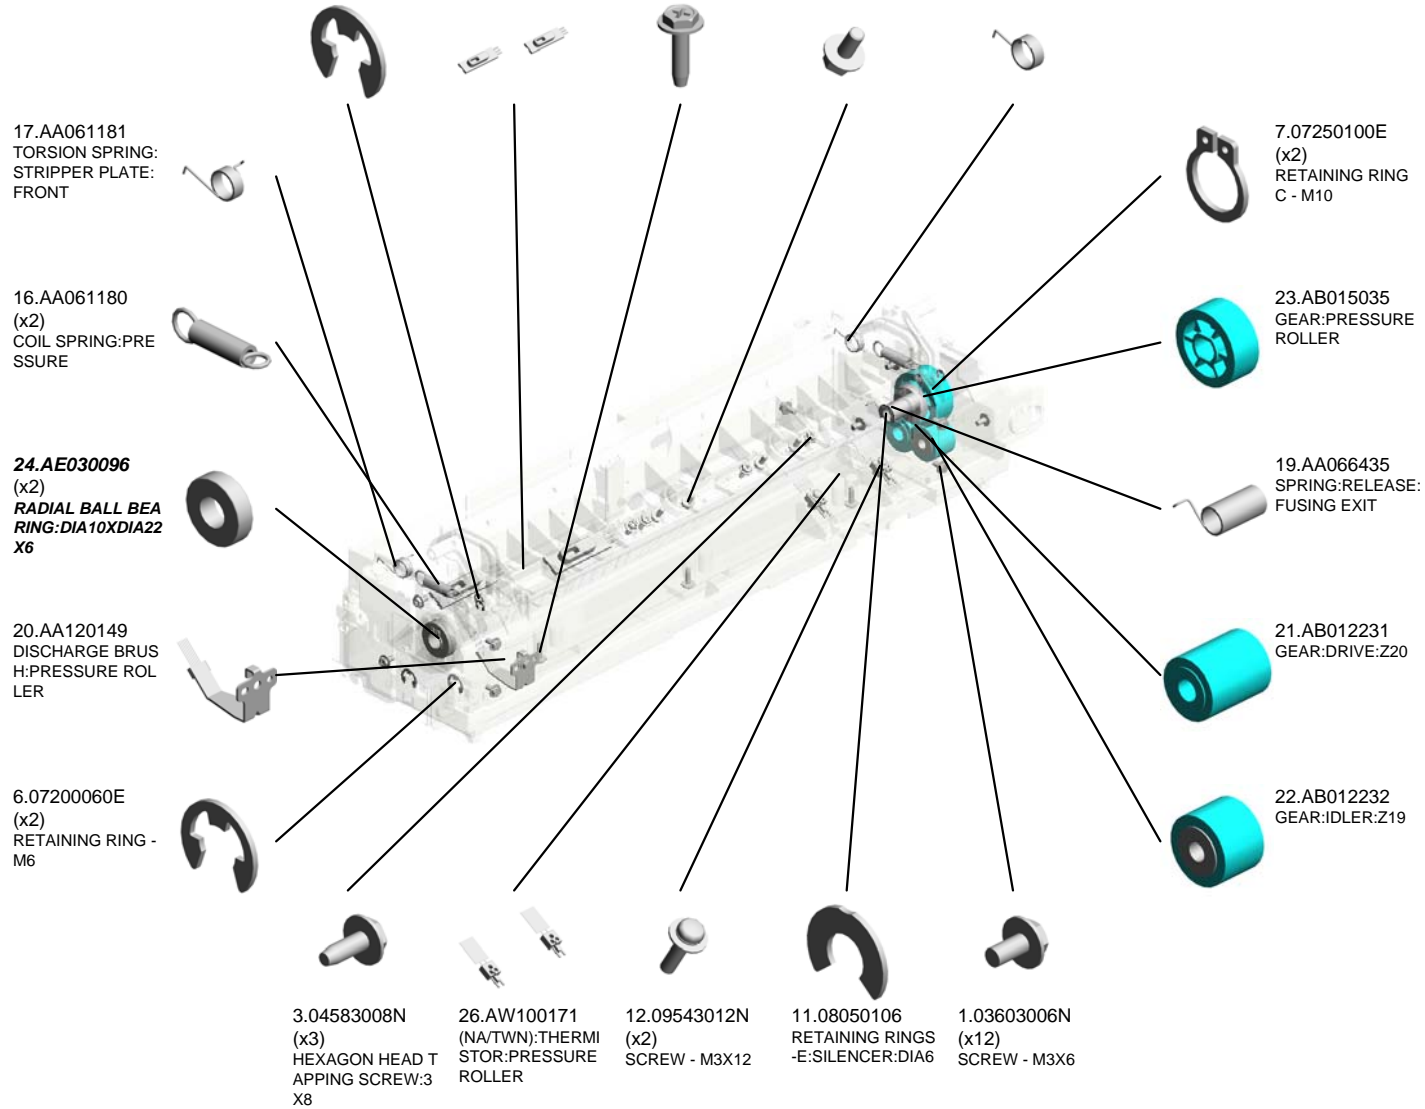 17.AA061181
TORSION SPRING:
STRIPPER PLATE:
FRONT
16.AA061180
(x2)
COIL SPRING:PRE
SSURE
24.AE030096
(x2)
RADIAL BALL BEA
RING:DIA10XDIA22
X6
20.AA120149
DISCHARGE BRUS
H:PRESSURE ROL
LER
6.07200060E
(x2)
RETAINING RING -
M6
7.07250100E
(x2)
RETAINING RING
C - M10
23.AB015035
GEAR:PRESSURE
ROLLER
19.AA066435
SPRING:RELEASE:
FUSING EXIT
21.AB012231
GEAR:DRIVE:Z20
22.AB012232
GEAR:IDLER:Z19
3.04583008N
(x3)
HEXAGON HEAD T
APPING SCREW:3
X8
26.AW100171
(NA/TWN):THERMI
STOR:PRESSURE
ROLLER
12.09543012N
(x2)
SCREW - M3X12
11.08050106
RETAINING RINGS
-E:SILENCER:DIA6
1.03603006N
(x12)
SCREW - M3X6